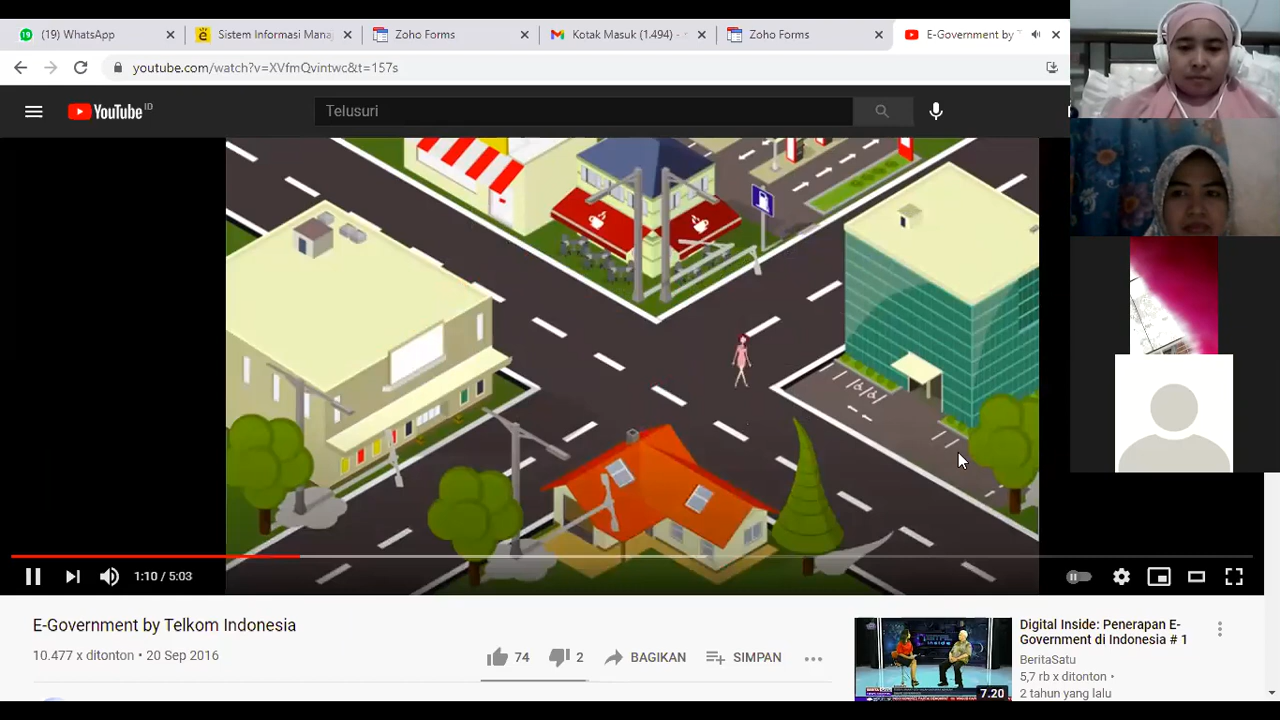 (19) WhatsApp
Sistem Informasi Mana
Zoho Forms
Kotak Masuk (1.494) -
Zoho Forms
E-Government by T
youtube.com/watch?v=XVfmQvintwc&t=157s
YouTube ID
Telusuri
1:10 / 5:03
E-Government by Telkom Indonesia
10.477 x ditonton • 20 Sep
74
2
BAGIKAN
SIMPAN
7.20
Digital Inside: Penerapan E-
Government di Indonesia # 1
BeritaSatu
5,7 rb x ditonton •
2 tahun yang lalu